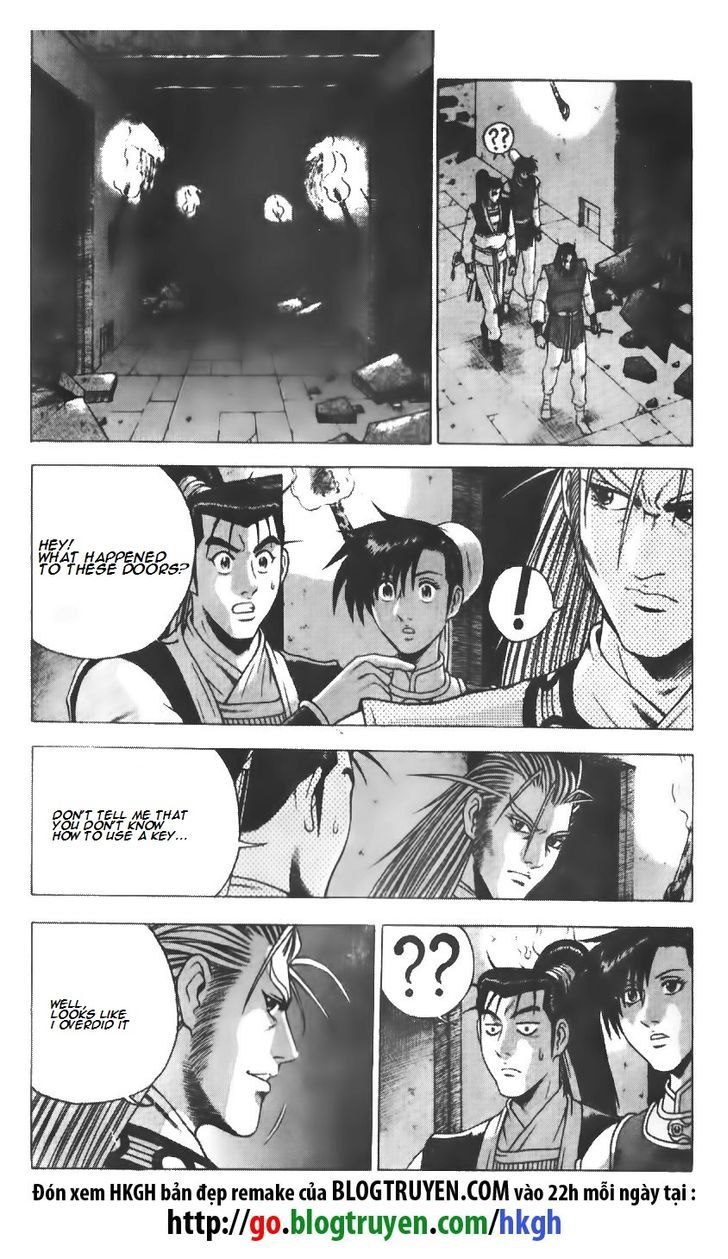 ??
HEY!
WHAT HAPPENED
TO THESE DOORS?
!
DON'T TELL ME THAT
YOU DON'T KNOW
HOW TO USE A KEY...
WELL,
LOOKS LIKE
I OVERDID IT
??
Đón xem HKGH bản đẹp remake của BLOGTRUYEN.COM vào 22h mỗi ngày tại :
http://go.blogtruyen.com/hkgh